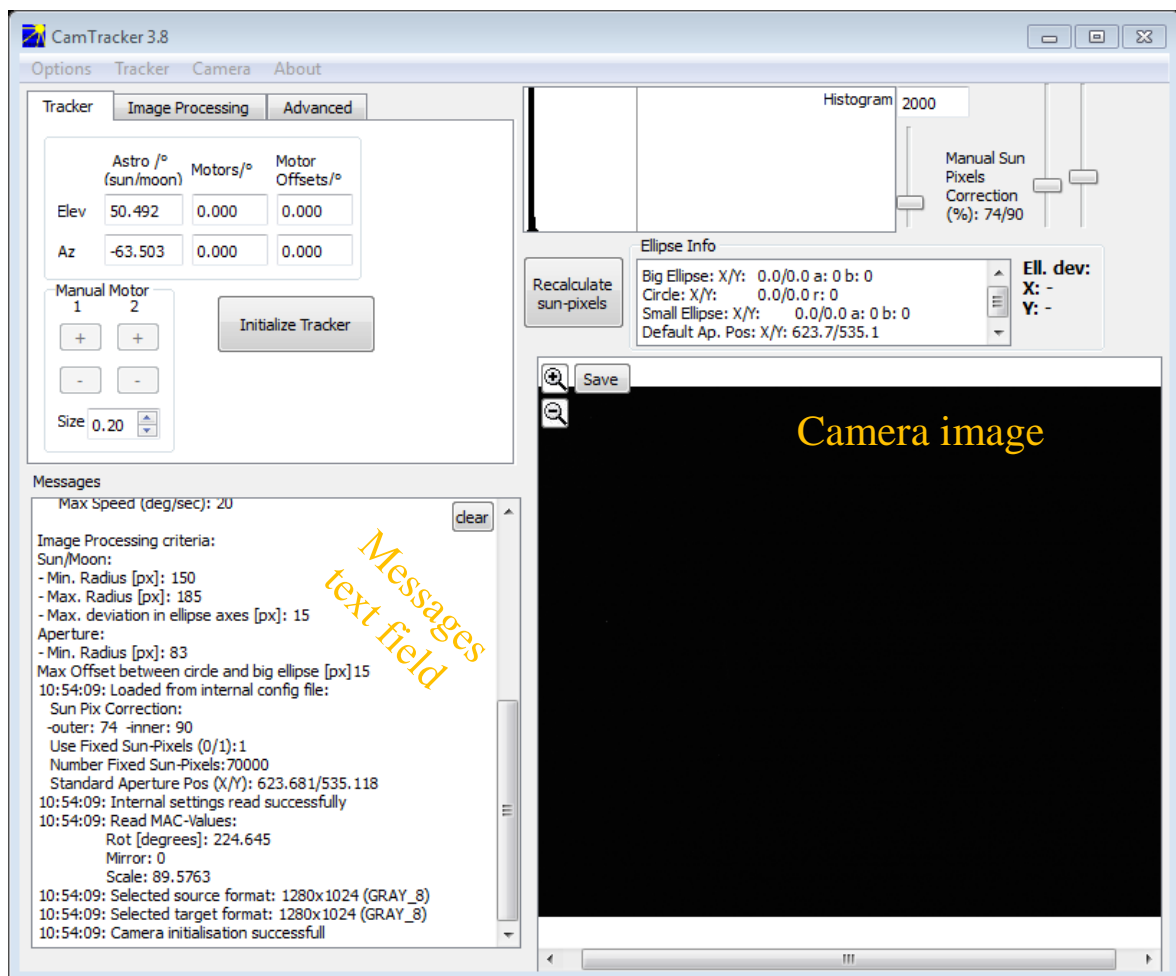 CamTracker 3.8
Options Tracker Camera About
Tracker Image Processing Advanced
Astro /° (sun/moon) Motors/° Motor Offsets/°
Elev 50.492 0.000 0.000
Az -63.503 0.000 0.000
Manual Motor
1 2
+ +
- -
Size 0.20
Initialize Tracker
Histogram 2000
Manual Sun
Pixels
Correction
(%): 74/90
Recalculate
sun-pixels
Ellipse Info
Big Ellipse: X/Y: 0.0/0.0 a: 0 b: 0
Circle: X/Y: 0.0/0.0 r: 0
Small Ellipse: X/Y: 0.0/0.0 a: 0 b: 0
Default Ap. Pos: X/Y: 623.7/535.1
Ell. dev:
X: -
Y: -
Save
Camera image
Messages
clear
Max Speed (deg/sec): 20
Image Processing criteria:
Sun/Moon:
- Min. Radius [px]: 150
- Max. Radius [px]: 185
- Max. deviation in ellipse axes [px]: 15
Aperture:
- Min. Radius [px]: 83
Max Offset between circle and big ellipse [px]15
10:54:09: Loaded from internal config file:
Sun Pix Correction:
-outer: 74 -inner: 90
Use Fixed Sun-Pixels (0/1):1
Number Fixed Sun-Pixels:70000
Standard Aperture Pos (X/Y): 623.681/535.118
10:54:09: Internal settings read successfully
10:54:09: Read MAC-Values:
Rot [degrees]: 224.645
Mirror: 0
Scale: 89.5763
10:54:09: Selected source format: 1280x1024 (GRAY_8)
10:54:09: Selected target format: 1280x1024 (GRAY_8)
10:54:09: Camera initialisation successfull
Messages
text field